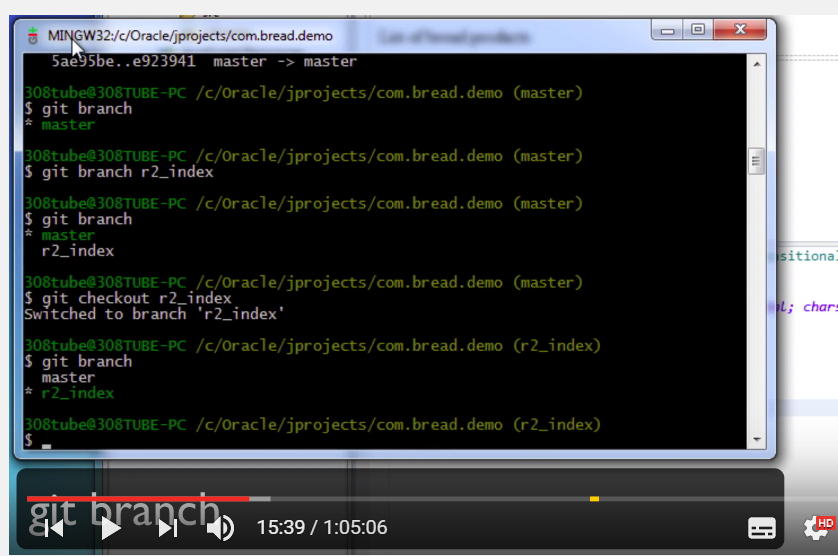 MINGW32:/c/Oracle/jprojects/com.bread.demo
List of bread products
5ae95be..e923941  master -> master
308tube@308TUBE-PC /c/Oracle/jprojects/com.bread.demo (master)
$ git branch
* master
308tube@308TUBE-PC /c/Oracle/jprojects/com.bread.demo (master)
$ git branch r2_index
308tube@308TUBE-PC /c/Oracle/jprojects/com.bread.demo (master)
$ git branch
* master
r2_index
308tube@308TUBE-PC /c/Oracle/jprojects/com.bread.demo (master)
$ git checkout r2_index
Switched to branch 'r2_index'
308tube@308TUBE-PC /c/Oracle/jprojects/com.bread.demo (r2_index)
$ git branch
master
* r2_index
308tube@308TUBE-PC /c/Oracle/jprojects/com.bread.demo (r2_index)
$
git branch
15:39 / 1:05:06
HD